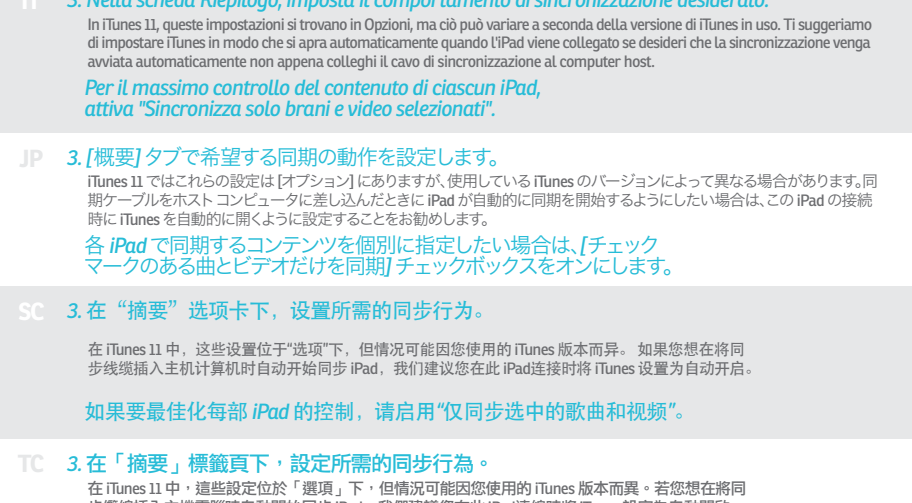 IT 3. Nella scheda Riepilogo, imposta il comportamento di sincronizzazione desiderato.
In iTunes 11, queste impostazioni si trovano in Opzioni, ma ciò può variare a seconda della versione di iTunes in uso. Ti suggeriamo
di impostare iTunes in modo che si apra automaticamente quando l'iPad viene collegato se desideri che la sincronizzazione venga
avviata automaticamente non appena colleghi il cavo di sincronizzazione al computer host.
Per il massimo controllo del contenuto di ciascun iPad,
attiva "Sincronizza solo brani e video selezionati".
JP 3. [概要] タブで希望する同期の動作を設定します。
iTunes 11 ではこれらの設定は [オプション] にありますが、使用している iTunes のバージョンによって異なる場合があります。同
期ケーブルをホスト コンピュータに差し込んだときに iPad が自動的に同期を開始するようにしたい場合は、この iPad の接続
時に iTunes を自動的に開くように設定することをお勧めします。
各 iPad で同期するコンテンツを個別に指定したい場合は、[チェック
マークのある曲とビデオだけを同期] チェックボックスをオンにします。
SC 3. 在“摘要”选项卡下，设置所需的同步行为。
在 iTunes 11 中，这些设置位于“选项”下，但情况可能因您使用的 iTunes 版本而异。 如果您想在将同
步线缆插入主机计算机时自动开始同步 iPad，我们建议您在此 iPad连接时将 iTunes 设置为自动开启。
如果要最佳化每部 iPad 的控制，请启用“仅同步选中的歌曲和视频”。
TC 3. 在「摘要」標籤頁下，設定所需的同步行為。
在 iTunes 11 中，這些設定位於「選項」下，但情況可能因您使用的 iTunes 版本而異。若您想在將同